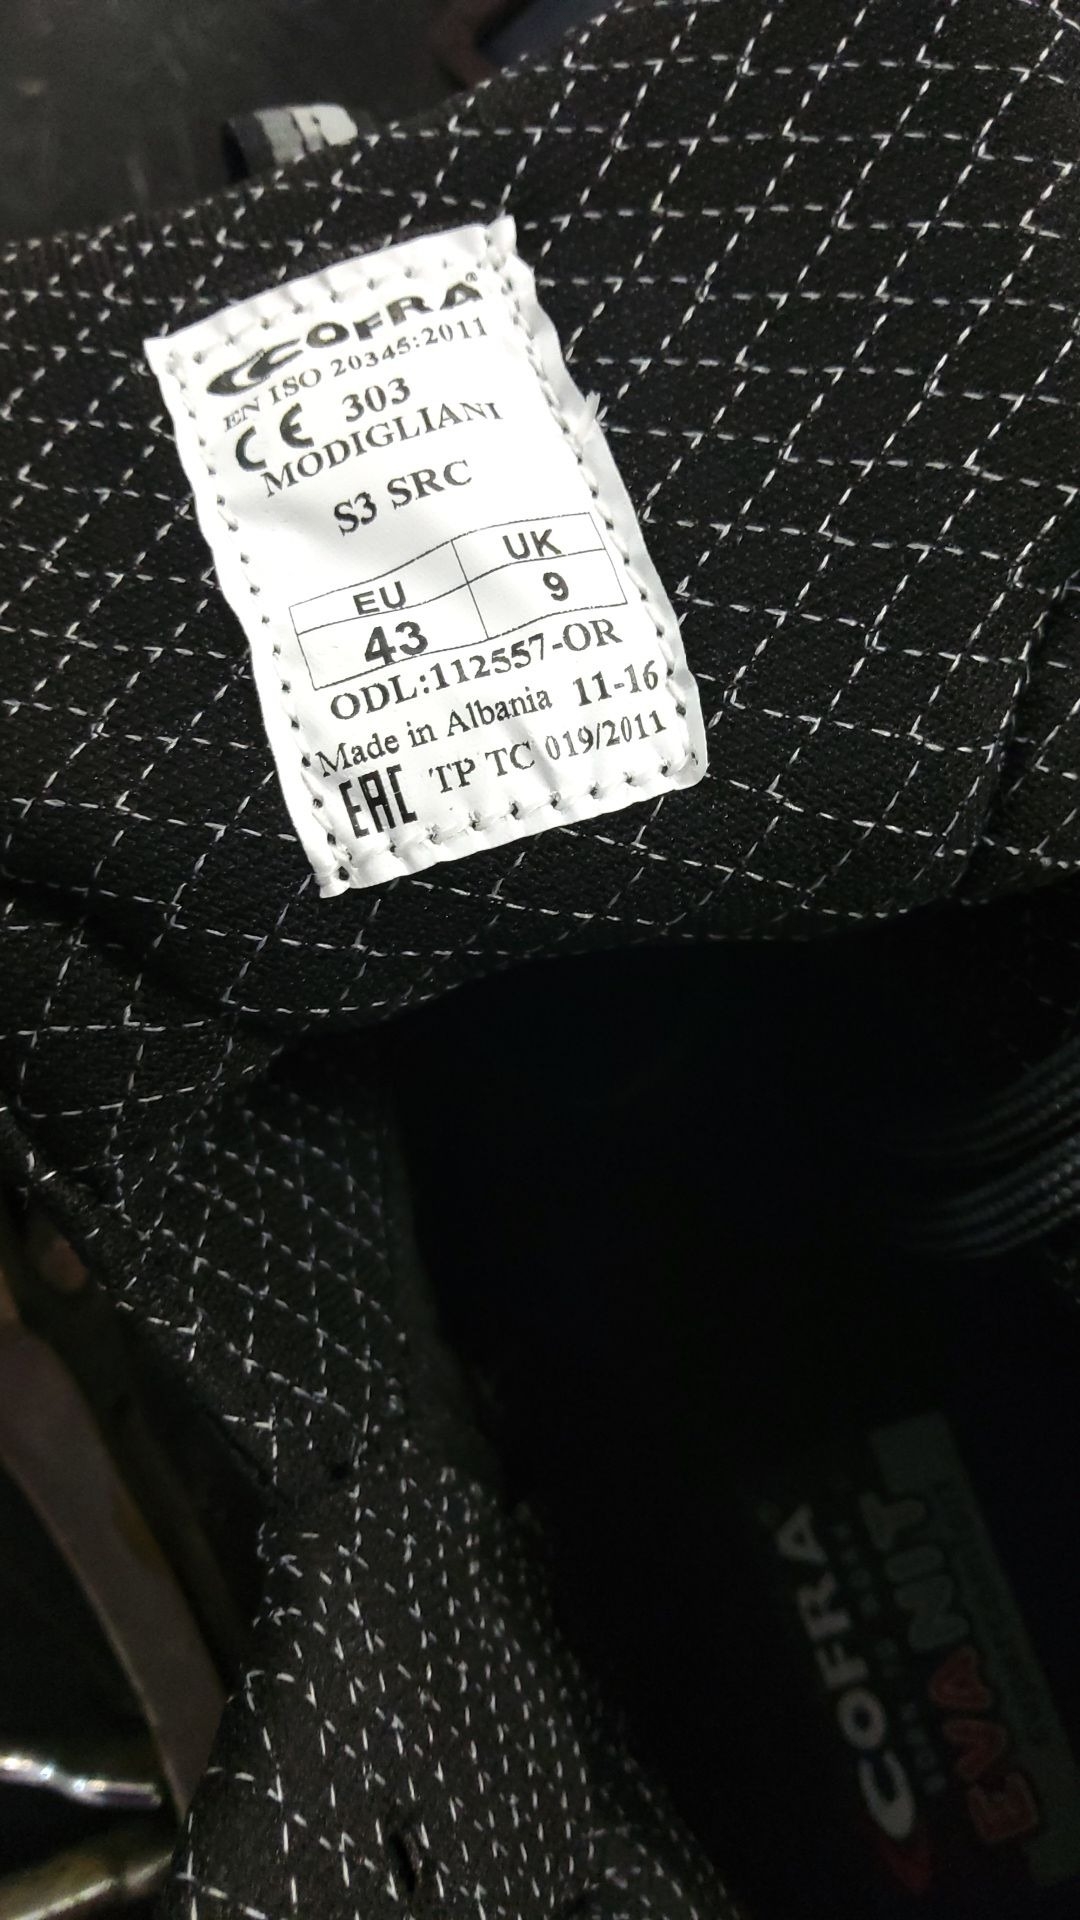 COFRA®
EN ISO 20345:2011
CE 303
MODIGLIANI
S3 SRC
EU UK
43 9
ODL:112557-OR
Made in Albania 11-16
EAC TP TC 019/2011
COFRA
EVANIT